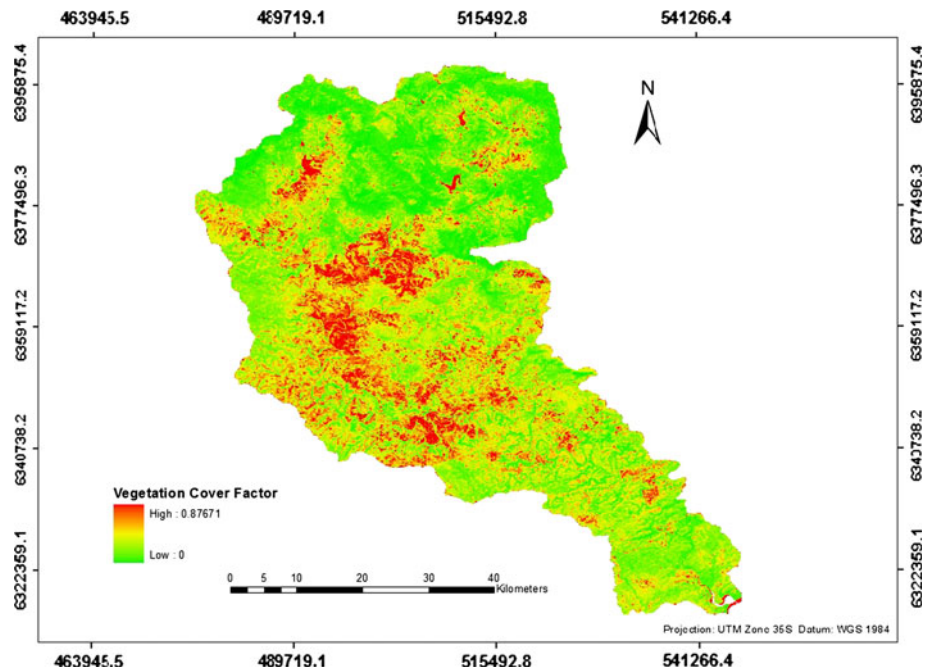 463945.5 489719.1 515492.8 541266.4
6395875.4 6395875.4
N
6377496.3 6377496.3
6359117.2 6359117.2
6340738.2 6340738.2
Vegetation Cover Factor
High : 0.87671
Low : 0
6322359.1 6322359.1
0 5 10 20 30 40
Kilometers
Projection: UTM Zone 35S Datum: WGS 1984
463945.5 489719.1 515492.8 541266.4